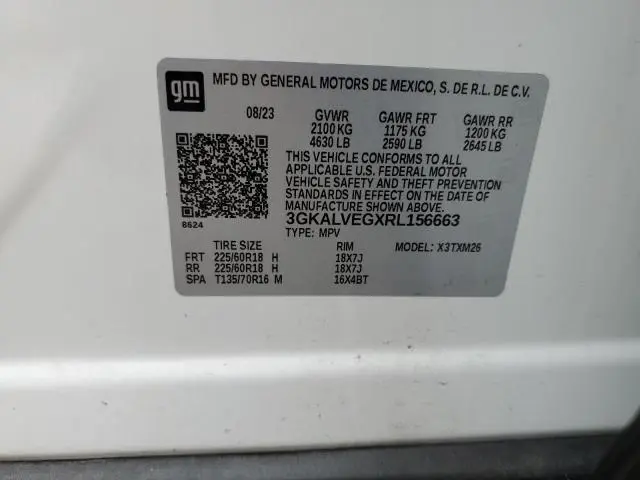 gm
MFD BY GENERAL MOTORS DE MEXICO, S. DE R.L. DE C.V.
08/23 GVWR GAWR FRT GAWR RR
2100 KG 1175 KG 1200 KG
4630 LB 2590 LB 2645 LB
THIS VEHICLE CONFORMS TO ALL
APPLICABLE U.S. FEDERAL MOTOR
VEHICLE SAFETY AND THEFT PREVENTION
STANDARDS IN EFFECT ON THE DATE OF
MANUFACTURE SHOWN ABOVE.
8624
3GKALVEGXRL156663
TYPE: MPV
TIRE SIZE RIM MODEL: X3TXM26
FRT 225/60R18 H 18X7J
RR 225/60R18 H 18X7J
SPA T135/70R16 M 16X4BT